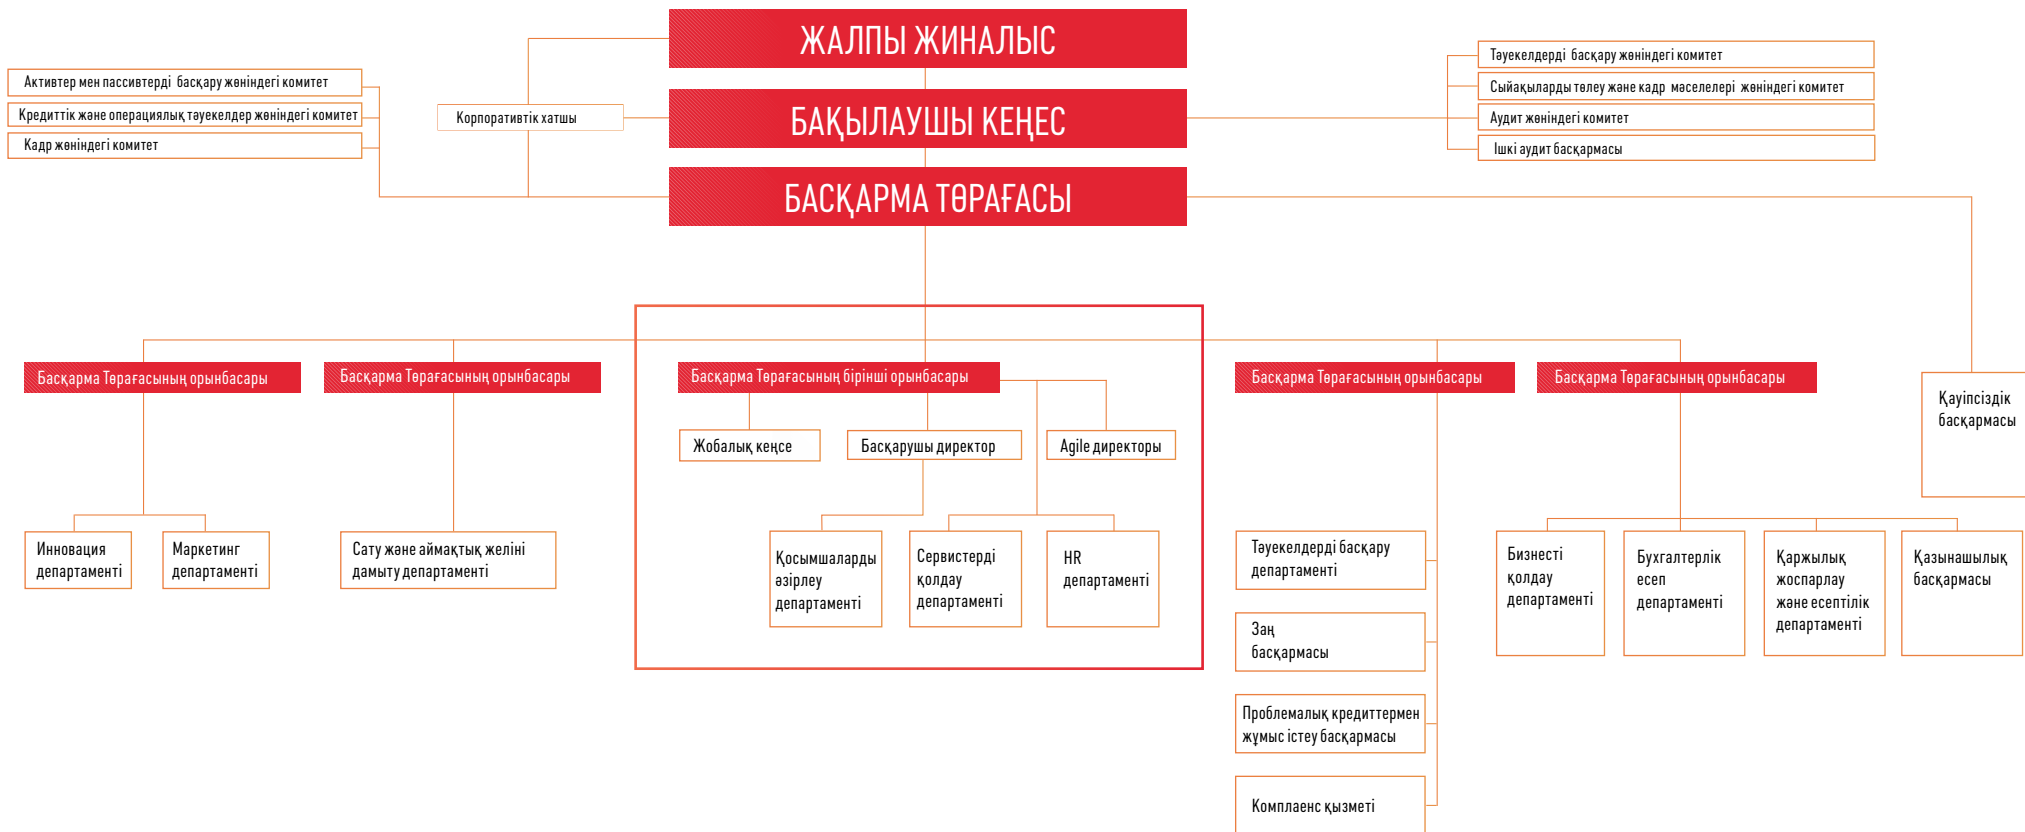 ЖАЛПЫ ЖИНАЛЫС
БАҚЫЛАУШЫ КЕҢЕС
БАСҚАРМА ТӨРАҒАСЫ
Активтер мен пассивтерді басқару жөніндегі комитет
Кредиттік және операциялық тәуекелдер жөніндегі комитет
Кадр жөніндегі комитет
Корпоративтік хатшы
Тәуекелдерді басқару жөніндегі комитет
Сыйақыларды төлеу және кадр мәселелері жөніндегі комитет
Аудит жөніндегі комитет
Ішкі аудит басқармасы
Басқарма Төрағасының орынбасары
Басқарма Төрағасының орынбасары
Басқарма Төрағасының бірінші орынбасары
Басқарма Төрағасының орынбасары
Басқарма Төрағасының орынбасары
Қауіпсіздік
басқармасы
Жобалық кеңсе
Басқарушы директор
Agile директоры
Инновация
департаменті
Маркетинг
департаменті
Сату және аймақтық желіні
дамыту департаменті
Қосымшаларды
әзірлеу
департаменті
Сервистерді
қолдау
департаменті
HR
департаменті
Тәуекелдерді басқару
департаменті
Заң
басқармасы
Проблемалық кредиттермен
жұмыс істеу басқармасы
Комплаенс қызметі
Бизнесті
қолдау
департаменті
Бухгалтерлік
есеп
департаменті
Қаржылық
жоспарлау
және есептілік
департаменті
Қазынашылық
басқармасы